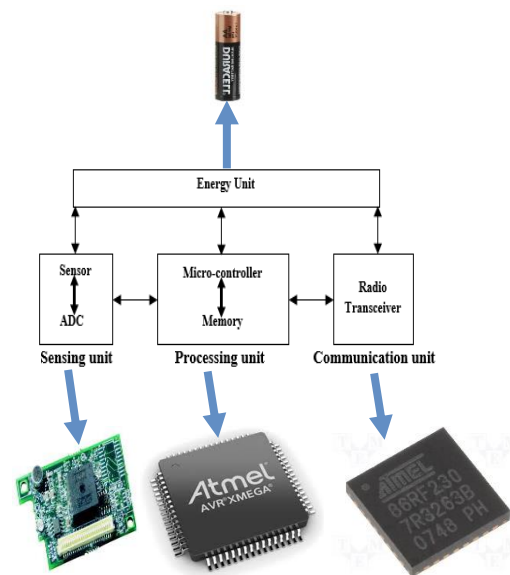 DURACELL
Energy Unit
Sensor
ADC
Micro-controller
Memory
Radio
Transceiver
Sensing unit
Processing unit
Communication unit
Atmel
AVR XMEGA
ATMEL
86RF230
7R3263B
0748 PH